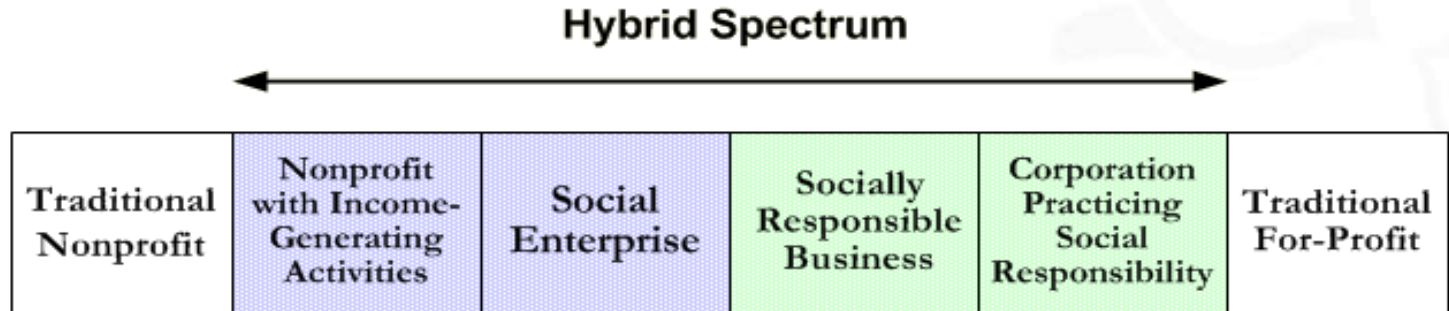 Hybrid Spectrum
Traditional
Nonprofit
Nonprofit
with Income-
Generating
Activities
Social
Enterprise
Socially
Responsible
Business
Corporation
Practicing
Social
Responsibility
Traditional
For-Profit